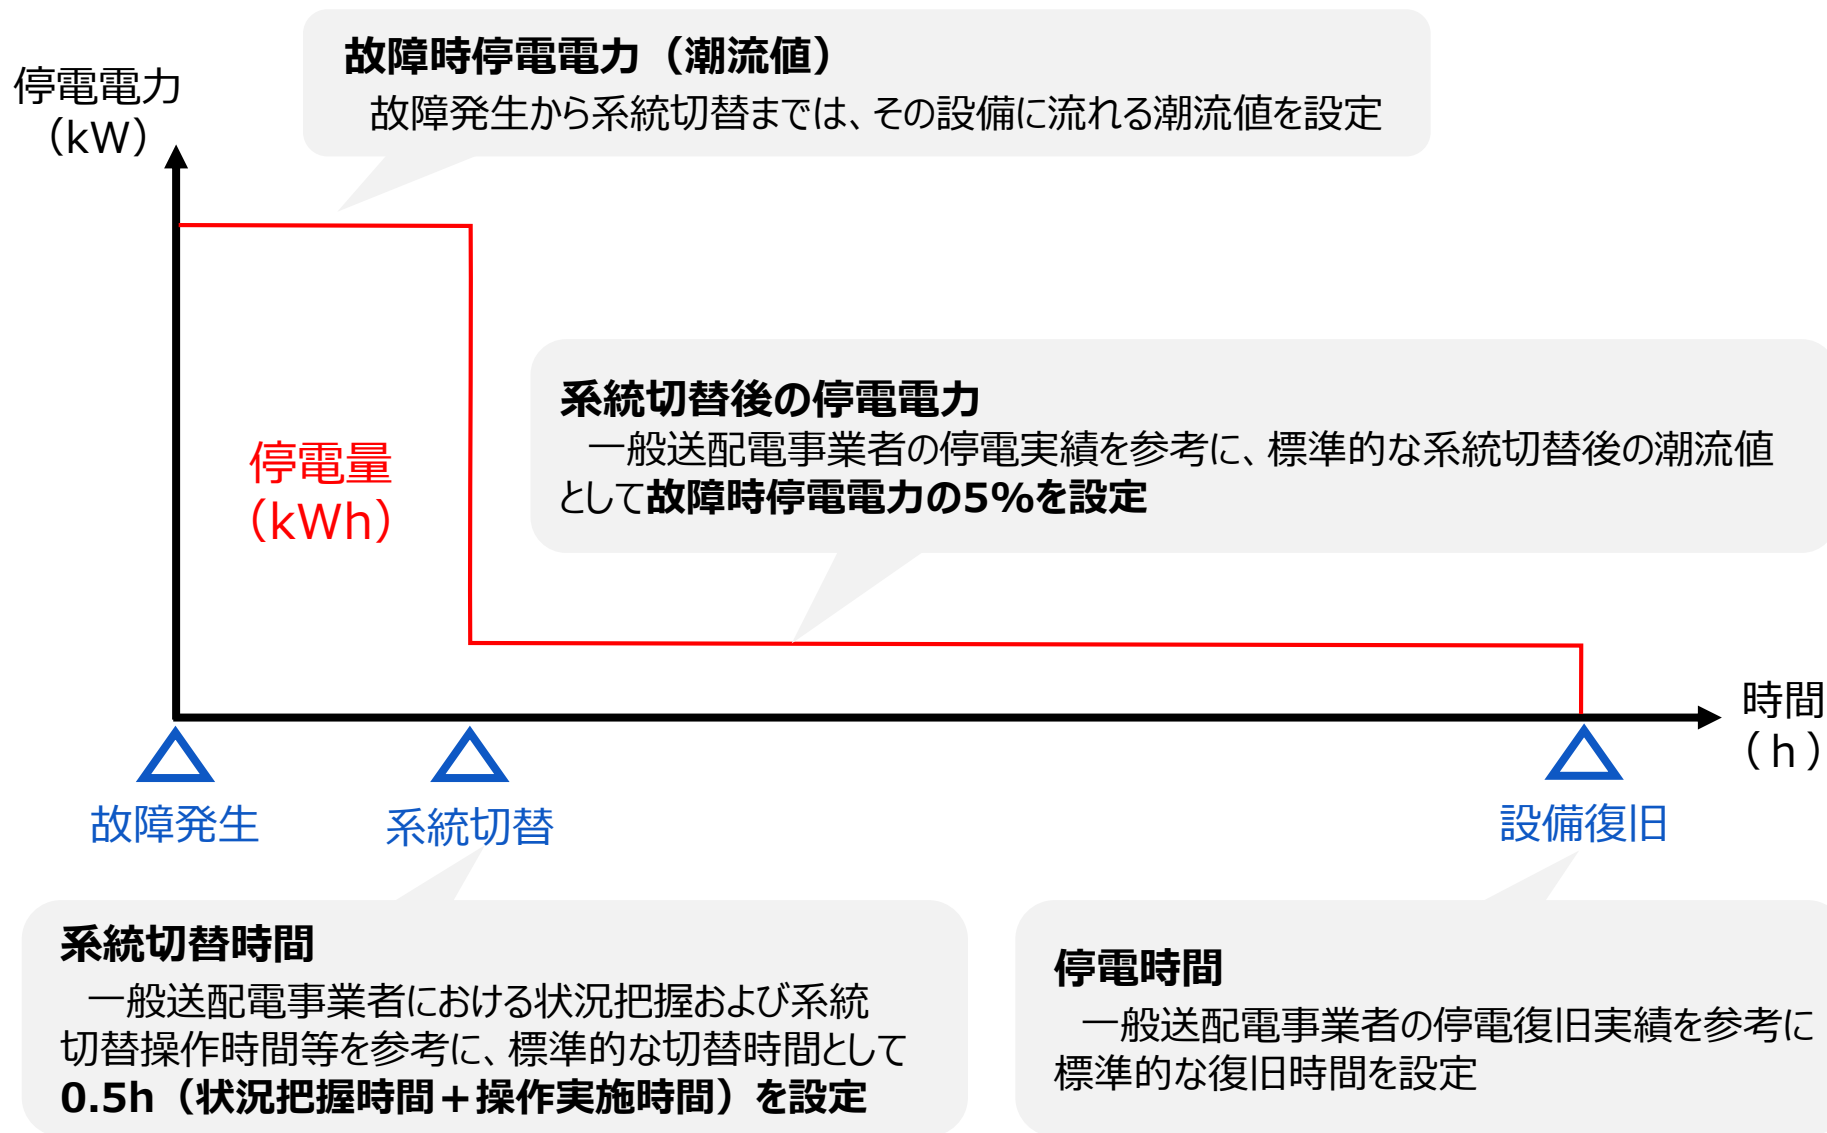 停電電力
（kW）
故障時停電電力（潮流値）
故障発生から系統切替までは、その設備に流れる潮流値を設定
系統切替後の停電電力
一般送配電事業者の停電実績を参考に、標準的な系統切替後の潮流値
として故障時停電電力の5%を設定
停電量
（kWh）
時間
（ｈ）
故障発生
系統切替
設備復旧
系統切替時間
一般送配電事業者における状況把握および系統
切替操作時間等を参考に、標準的な切替時間として
0.5h（状況把握時間＋操作実施時間）を設定
停電時間
一般送配電事業者の停電復旧実績を参考に
標準的な復旧時間を設定